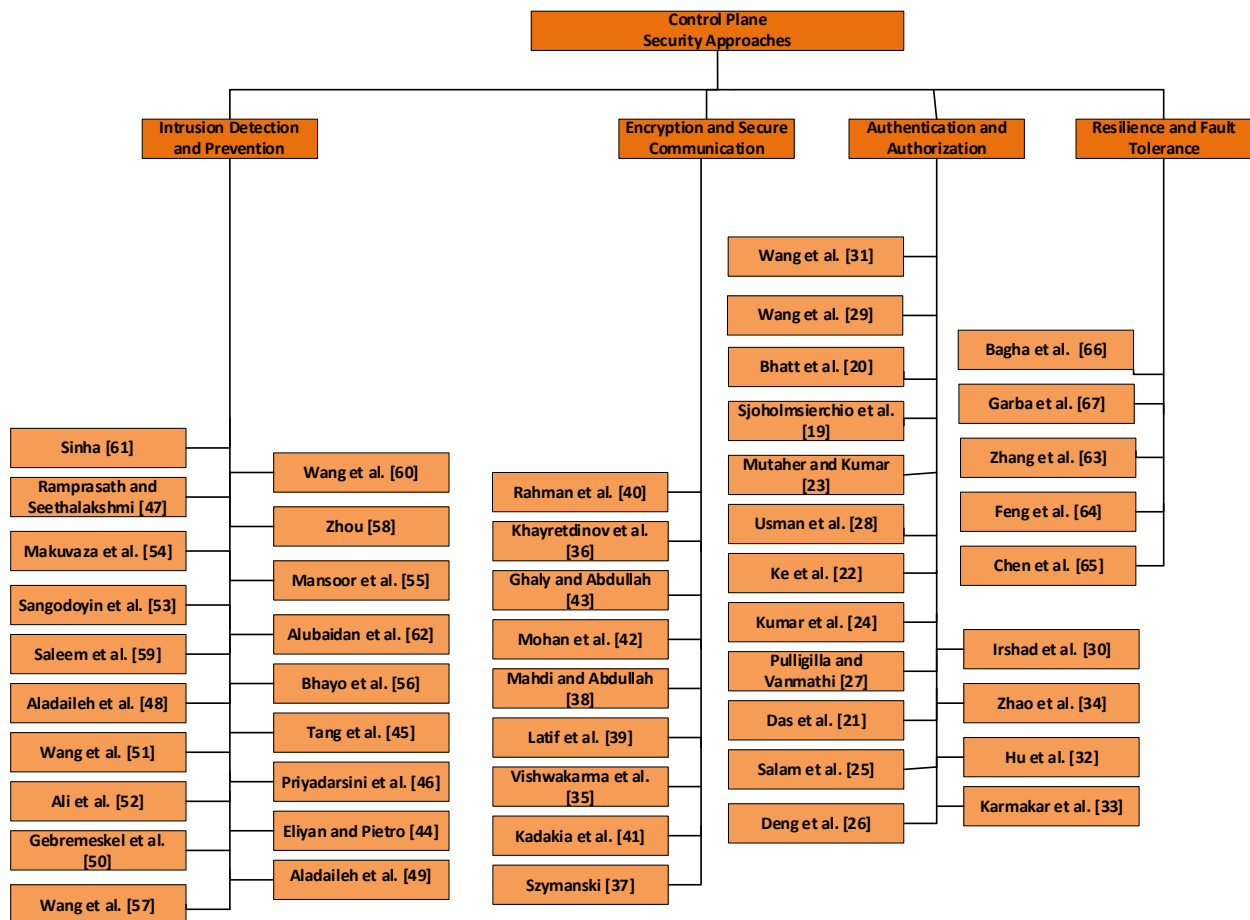 Control Plane
Security Approaches
Intrusion Detection
and Prevention
Encryption and Secure
Communication
Authentication and
Authorization
Resilience and Fault
Tolerance
Sinha [61]
Ramprasath and
Seethalakshmi [47]
Makuvaza et al. [54]
Sangodoyin et al. [53]
Saleem et al. [59]
Aladaileh et al. [48]
Wang et al. [51]
Ali et al. [52]
Gebremeskel et al.
[50]
Wang et al. [57]
Wang et al. [60]
Zhou [58]
Mansoor et al. [55]
Alubaidan et al. [62]
Bhayo et al. [56]
Tang et al. [45]
Priyadarsini et al. [46]
Eliyan and Pietro [44]
Aladaileh et al. [49]
Rahman et al. [40]
Khayretdinov et al.
[36]
Ghaly and Abdullah
[43]
Mohan et al. [42]
Mahdi and Abdullah
[38]
Latif et al. [39]
Vishwakarma et al.
[35]
Kadakia et al. [41]
Szymanski [37]
Wang et al. [31]
Wang et al. [29]
Bhatt et al. [20]
Sjoholmsierchio et al.
[19]
Mutaher and Kumar
[23]
Usman et al. [28]
Ke et al. [22]
Kumar et al. [24]
Pulligilla and
Vanmathi [27]
Das et al. [21]
Salam et al. [25]
Deng et al. [26]
Irshad et al. [30]
Zhao et al. [34]
Hu et al. [32]
Karmakar et al. [33]
Bagha et al. [66]
Garba et al. [67]
Zhang et al. [63]
Feng et al. [64]
Chen et al. [65]